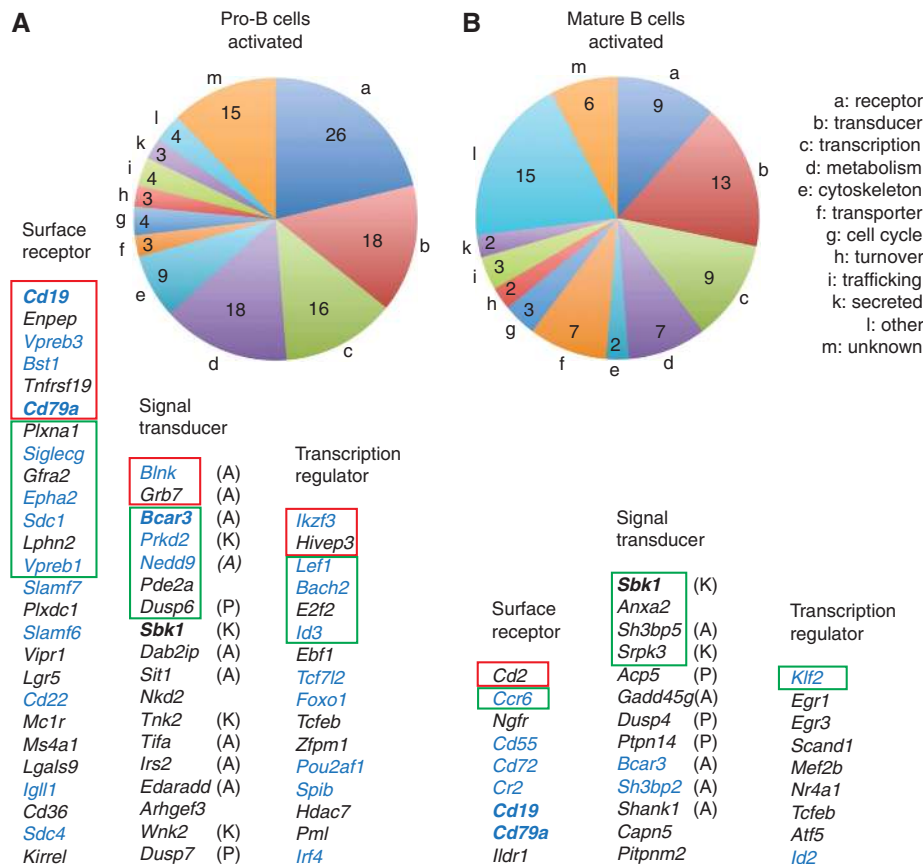 A
Pro-B cells
activated
a
26
b
18
c
16
d
18
e
9
f
3
g
4
h
3
i
4
k
3
l
4
m
15
Surface
receptor
Cd19
Enpep
Vpreb3
Bst1
Tnfrsf19
Cd79a
Plxna1
Siglecg
Gfra2
Epha2
Sdc1
Lphn2
Vpreb1
Slamf7
Plxdc1
Slamf6
Vipr1
Lgr5
Cd22
Mc1r
Ms4a1
Lgals9
Igll1
Cd36
Sdc4
Kirrel
Signal
transducer
Blnk (A)
Grb7 (A)
Bcar3 (A)
Prkd2 (K)
Nedd9 (A)
Pde2a
Dusp6 (P)
Sbk1 (K)
Dab2ip (A)
Sit1 (A)
Nkd2
Tnk2 (K)
Tifa (A)
Irs2 (A)
Edaradd (A)
Arhgef3
Wnk2 (K)
Dusp7 (P)
Transcription
regulator
Ikzf3
Hivep3
Lef1
Bach2
E2f2
Id3
Ebf1
Tcf7l2
Foxo1
Tcfeb
Zfpm1
Pou2af1
Spib
Hdac7
Pml
Irf4
B
Mature B cells
activated
a
9
b
13
c
9
d
7
e
2
f
7
g
3
h
2
i
3
k
2
l
15
m
6
a: receptor
b: transducer
c: transcription
d: metabolism
e: cytoskeleton
f: transporter
g: cell cycle
h: turnover
i: trafficking
k: secreted
l: other
m: unknown
Surface
receptor
Cd2
Ccr6
Ngfr
Cd55
Cd72
Cr2
Cd19
Cd79a
Ildr1
Signal
transducer
Sbk1 (K)
Anxa2
Sh3bp5 (A)
Srpk3 (K)
Acp5 (P)
Gadd45g(A)
Dusp4 (P)
Ptpn14 (P)
Bcar3 (A)
Sh3bp2 (A)
Shank1 (A)
Capn5
Pitpnm2
Transcription
regulator
Klf2
Egr1
Egr3
Scand1
Mef2b
Nr4a1
Tcfeb
Atf5
Id2